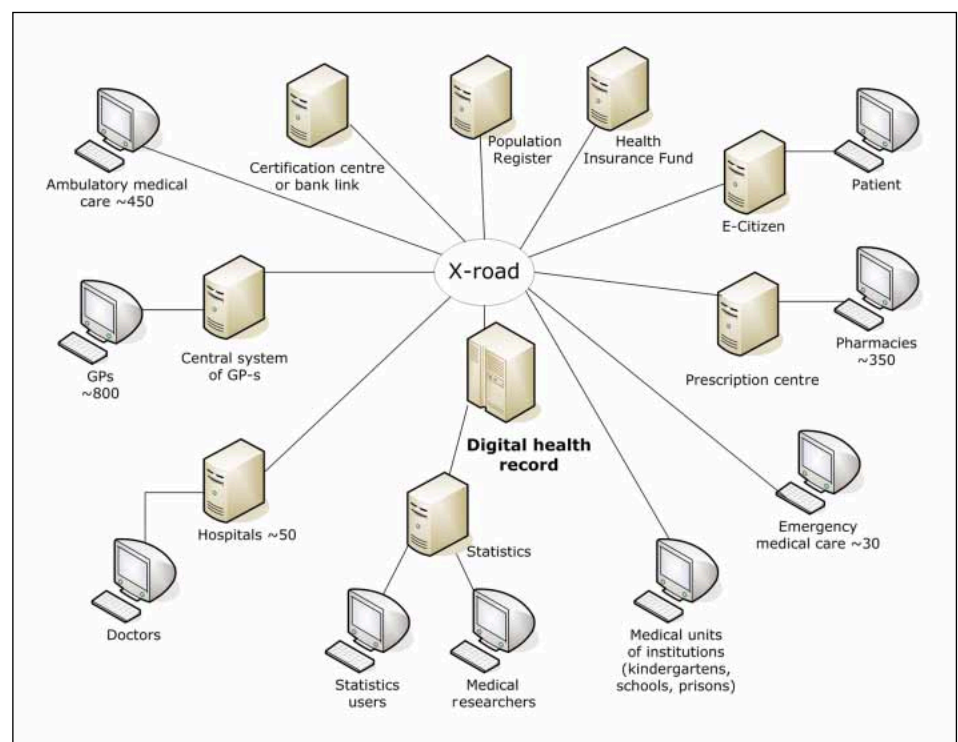 Ambulatory medical
care ~450
Certification centre
or bank link
Population
Register
Health
Insurance Fund
E-Citizen
Patient
X-road
GPs
~800
Central system
of GP-s
Prescription centre
Pharmacies
~350
Digital health
record
Hospitals ~50
Doctors
Statistics
Statistics
users
Medical
researchers
Medical units
of institutions
(kindergartens,
schools, prisons)
Emergency
medical care ~30